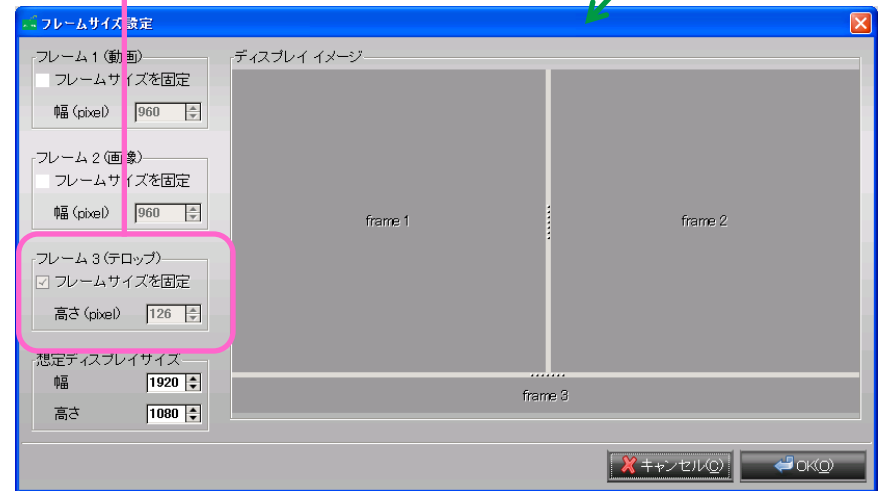 フレームサイズ設定
フレーム 1 (動画)
フレームサイズを固定
幅 (pixel) 960
フレーム 2 (画像)
フレームサイズを固定
幅 (pixel) 960
フレーム 3 (テロップ)
フレームサイズを固定
高さ (pixel) 126
想定ディスプレイサイズ
幅 1920
高さ 1080
ディスプレイ イメージ
frame 1
frame 2
frame 3
キャンセル(C)
OK(O)